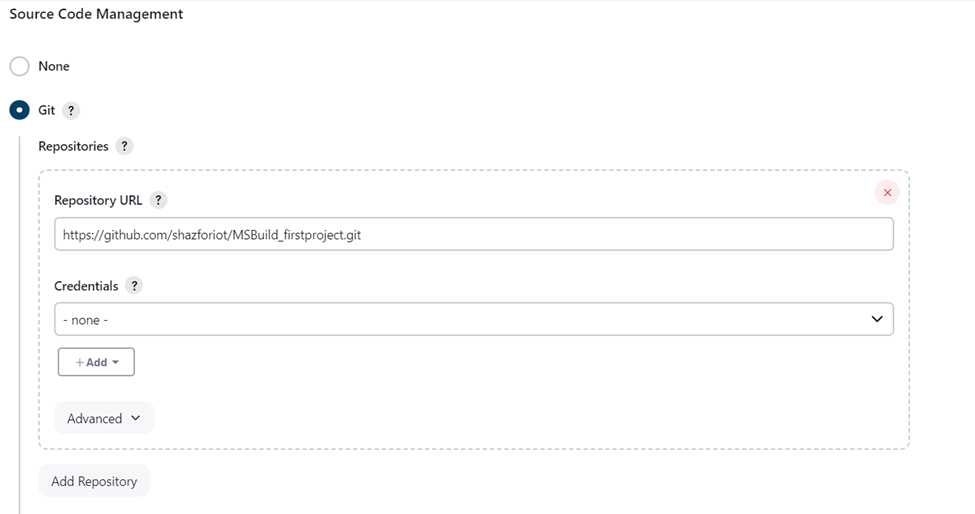 Source Code Management
None
Git ?
Repositories ?
Repository URL ?
https://github.com/shazforiot/MSBuild_firstproject.git
Credentials ?
- none -
+ Add
Advanced
Add Repository